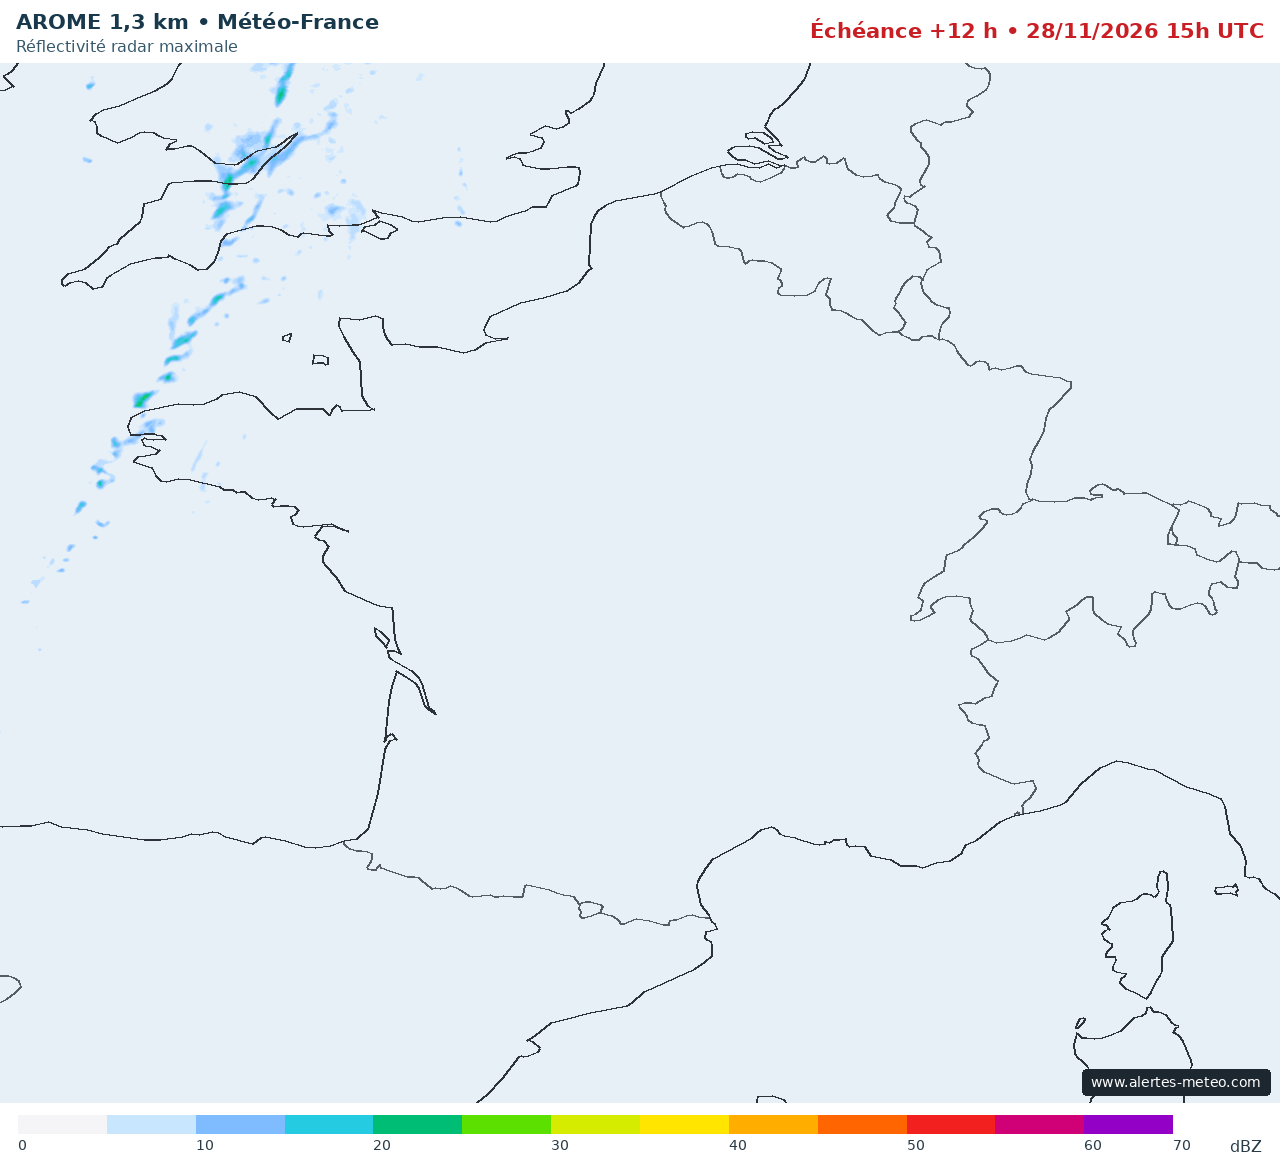 AROME 1,3 km • Météo-France
Réflectivité radar maximale
Échéance +12 h • 28/11/2026 15h UTC
www.alertes-meteo.com
0 10 20 30 40 50 60 70 dBZ